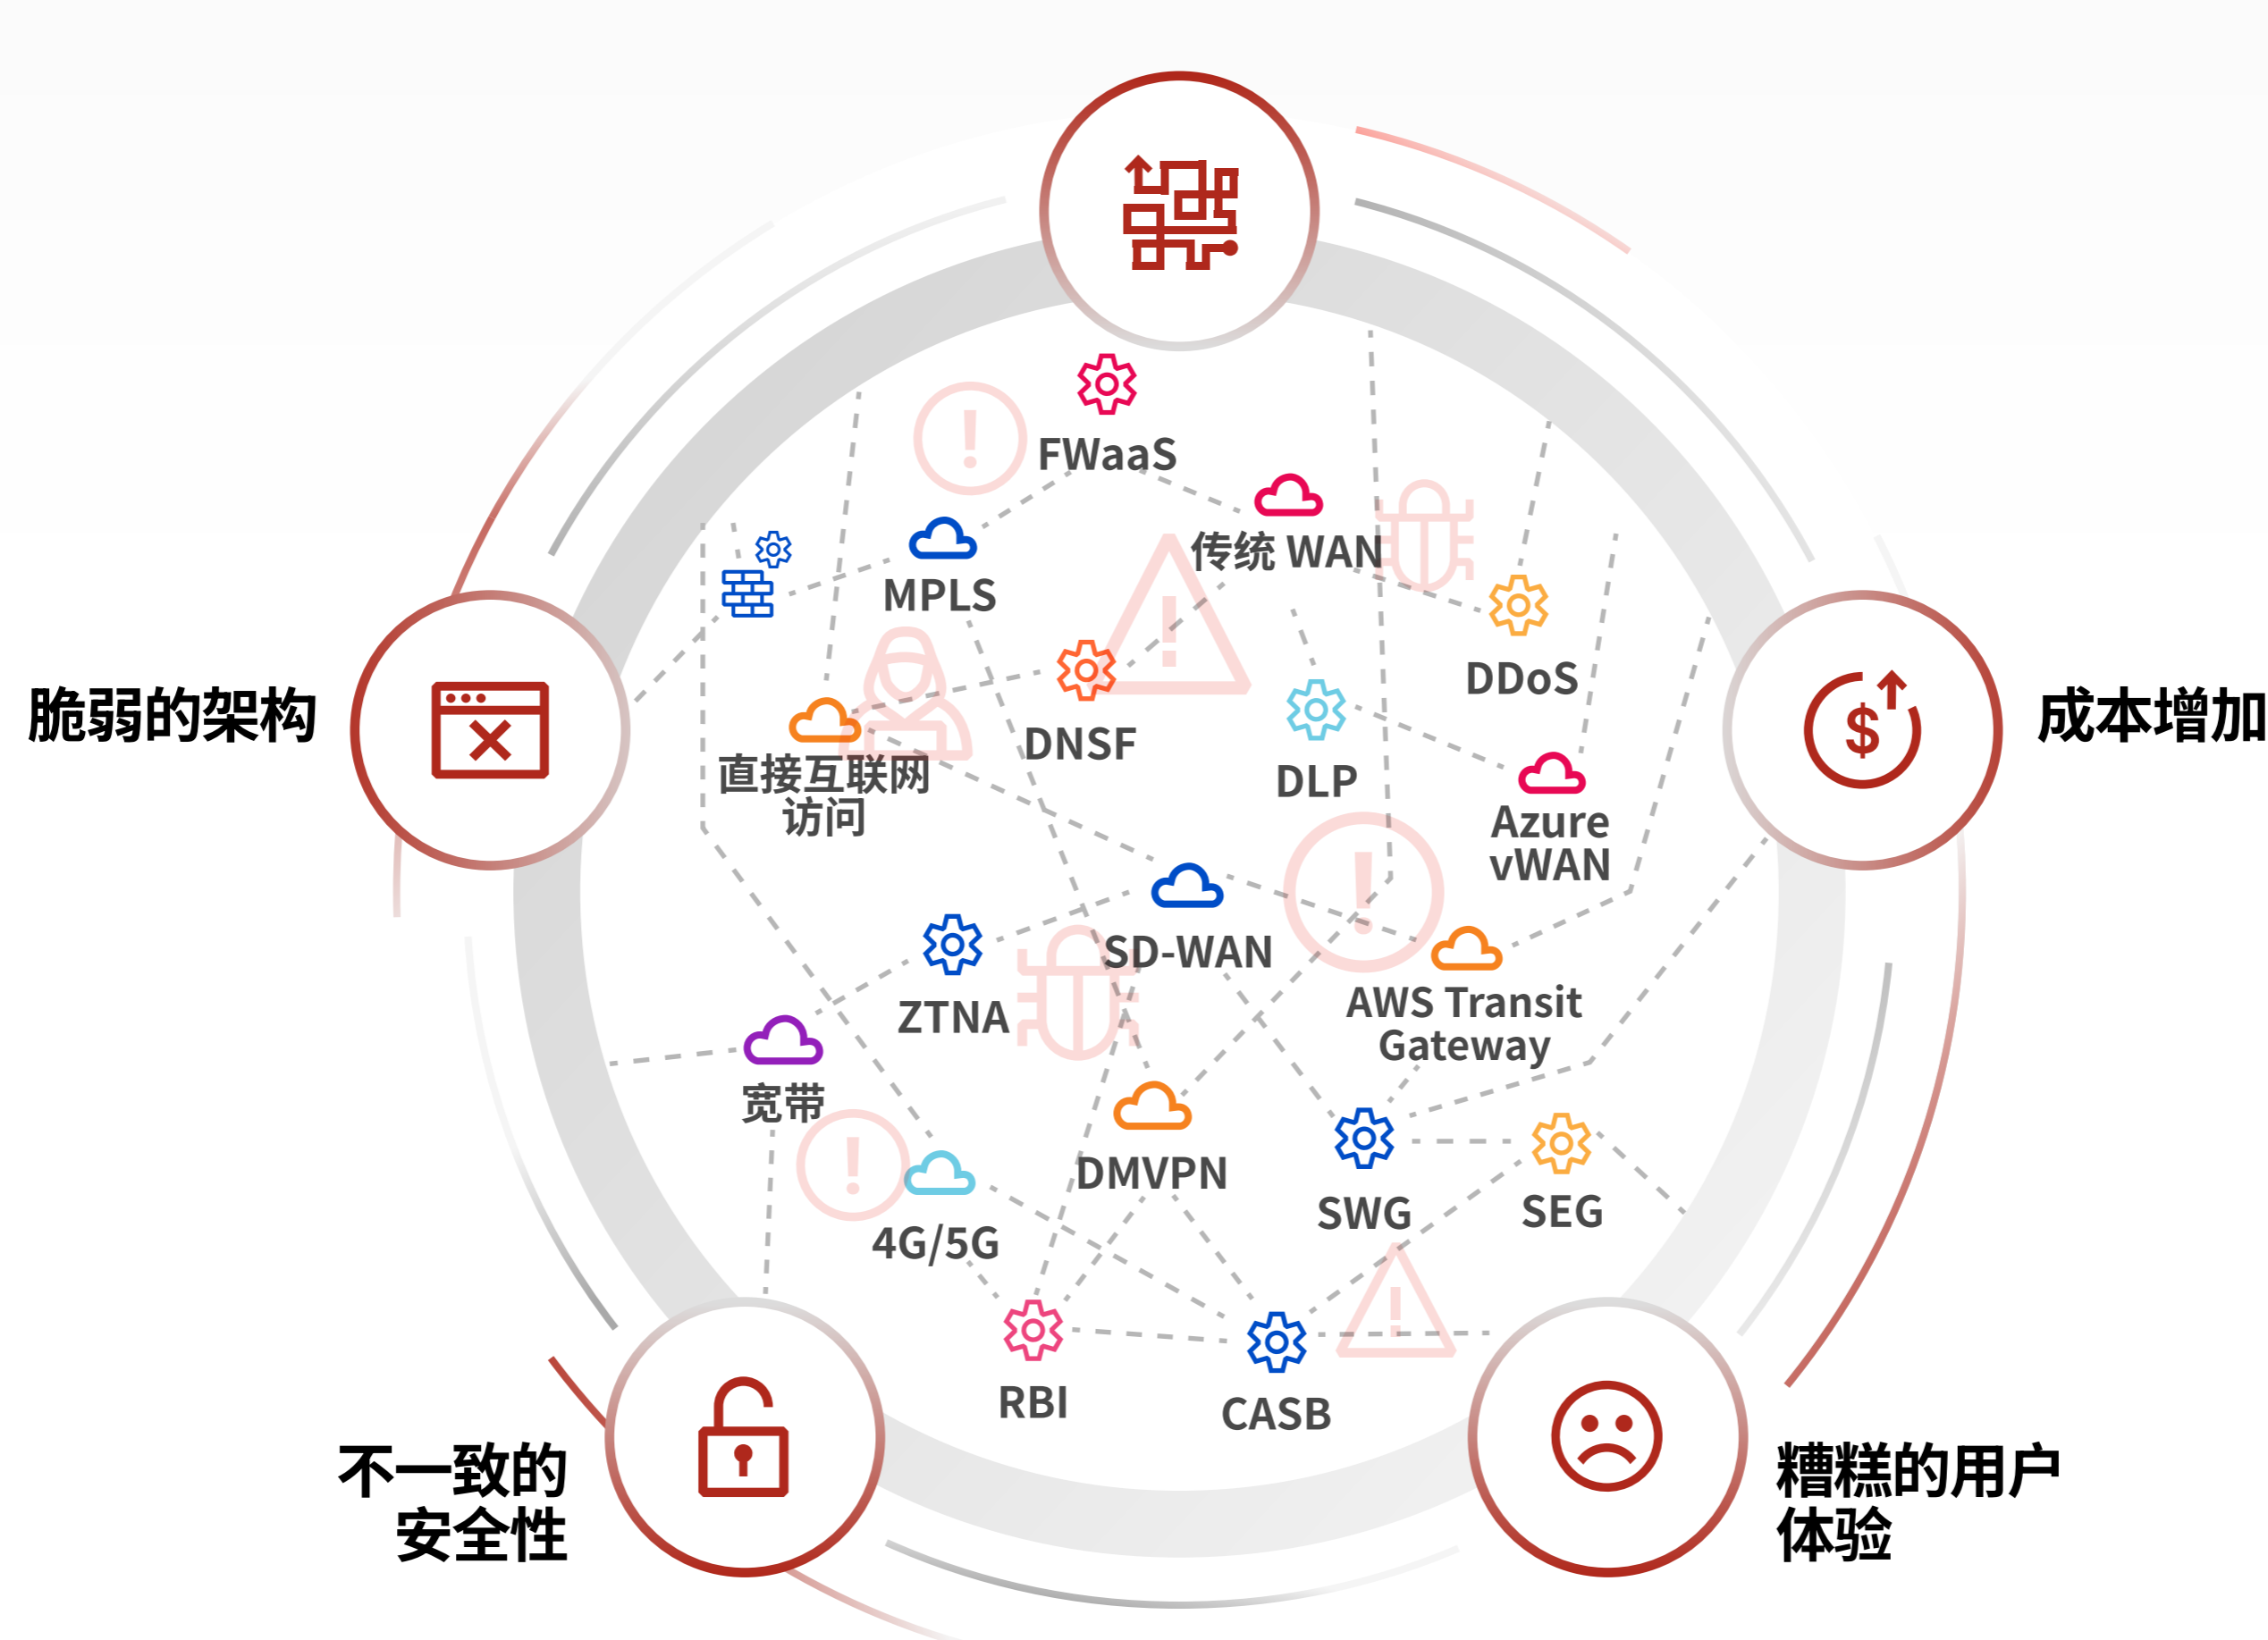 FWaaS
传统 WAN
MPLS
DDoS
脆弱的架构
成本增加
DNSF
直接互联网
访问
DLP
Azure
vWAN
SD-WAN
ZTNA
AWS Transit
Gateway
宽带
DMVPN
4G/5G
SWG
SEG
RBI
CASB
不一致的
安全性
糟糕的用户
体验